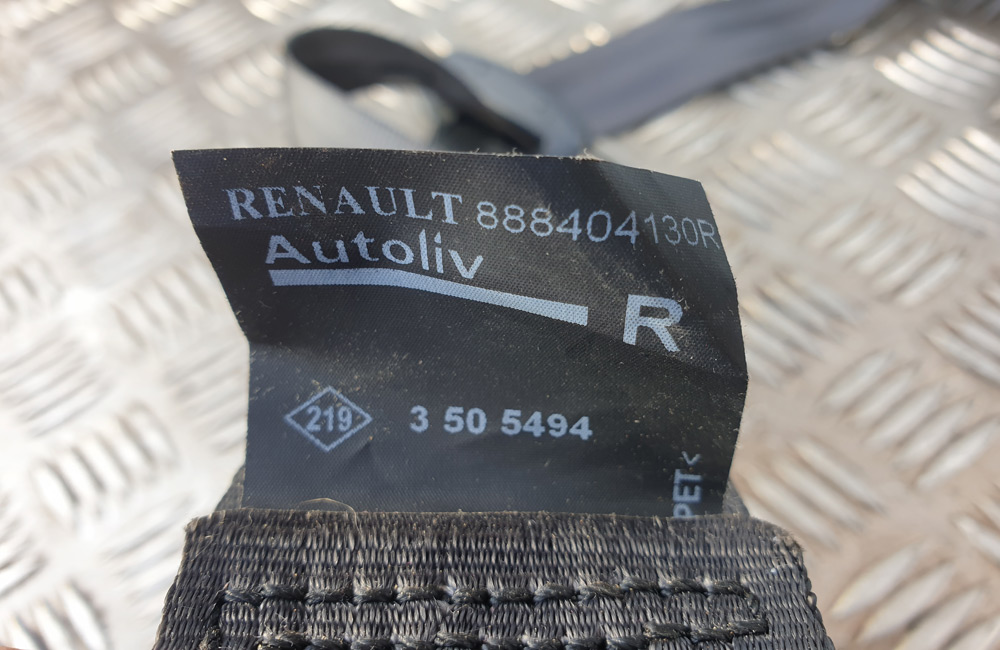 RENAULT 888404130R
Autoliv
R
219 3 50 5494
PET<